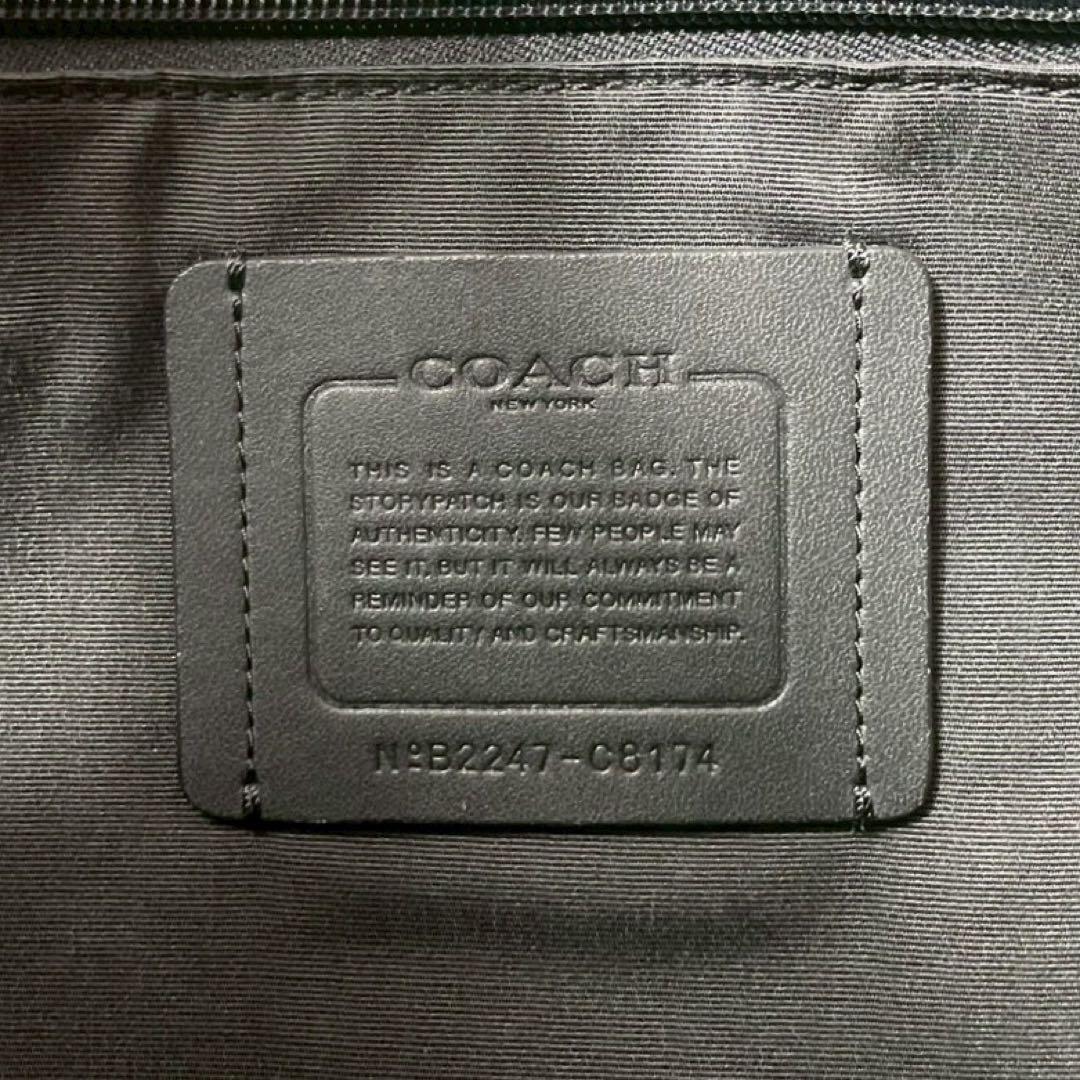 COACH
NEW YORK
THIS IS A COACH BAG. THE
STORYPATCH IS OUR BADGE OF
AUTHENTICITY. FEW PEOPLE MAY
SEE IT, BUT IT WILL ALWAYS BE A
REMINDER OF OUR COMMITMENT
TO QUALITY AND CRAFTSMANSHIP.
Nº B2247-C8174